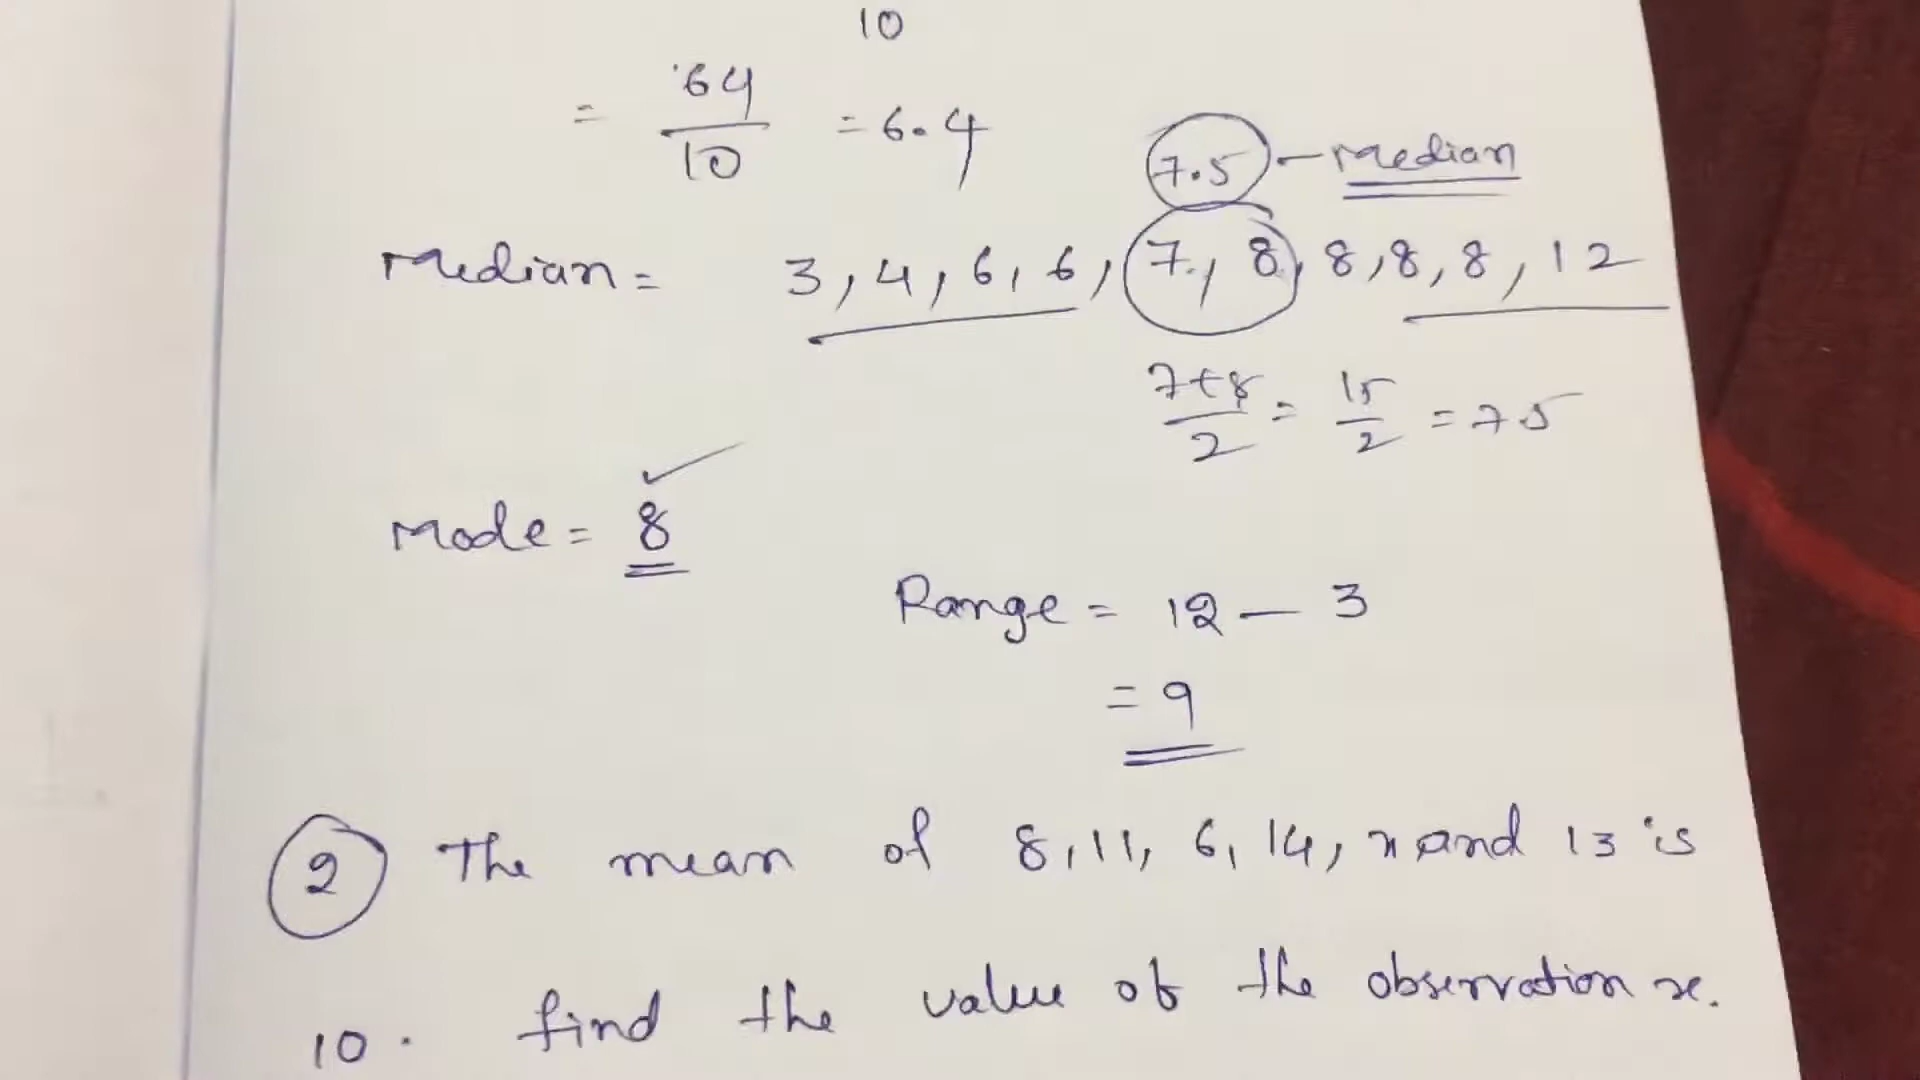 10
= 64/10 = 6.4
7.5 - Median
Median = 3, 4, 6, 6, 7, 8, 8, 8, 8, 12
7+8/2 = 15/2 = 75
Mode = 8
Range = 12 - 3
= 9
2 The mean of 8, 11, 6, 14, x and 13 is
10. find the value of the observation x.